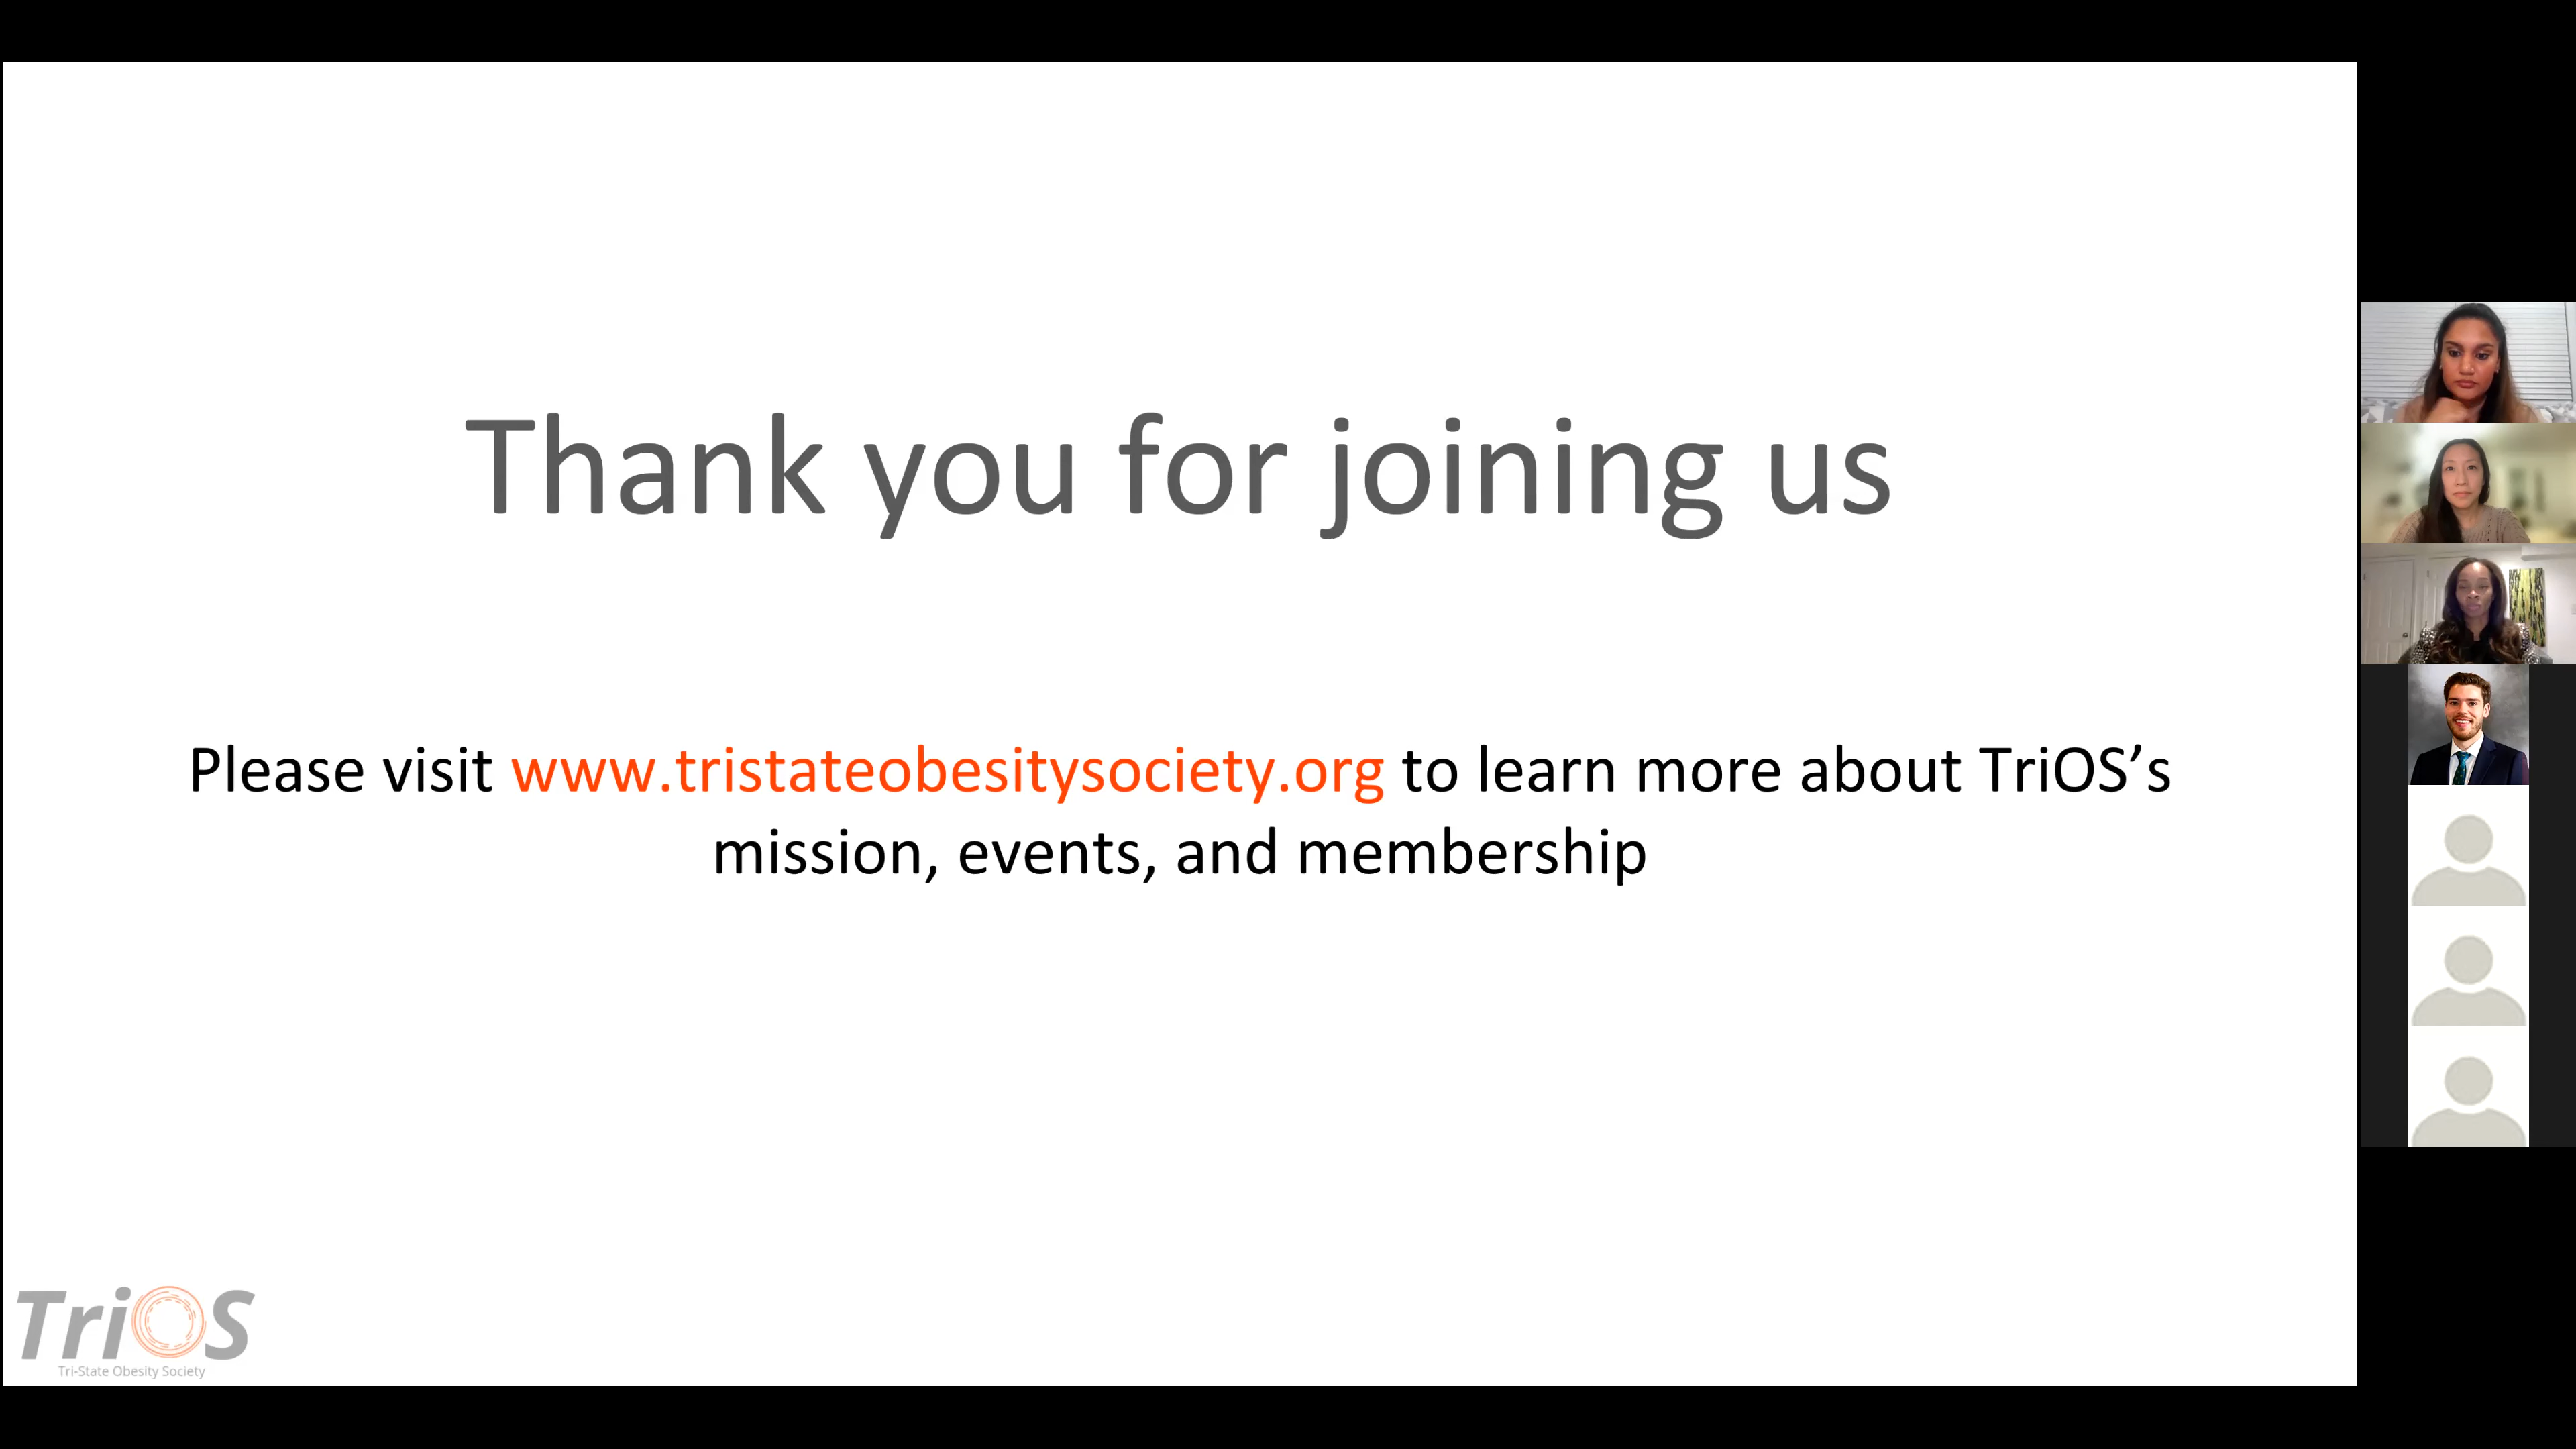 Thank you for joining us
Please visit www.tristateobesitysociety.org to learn more about TriOS’s
mission, events, and membership
TriOS
Tri-State Obesity Society